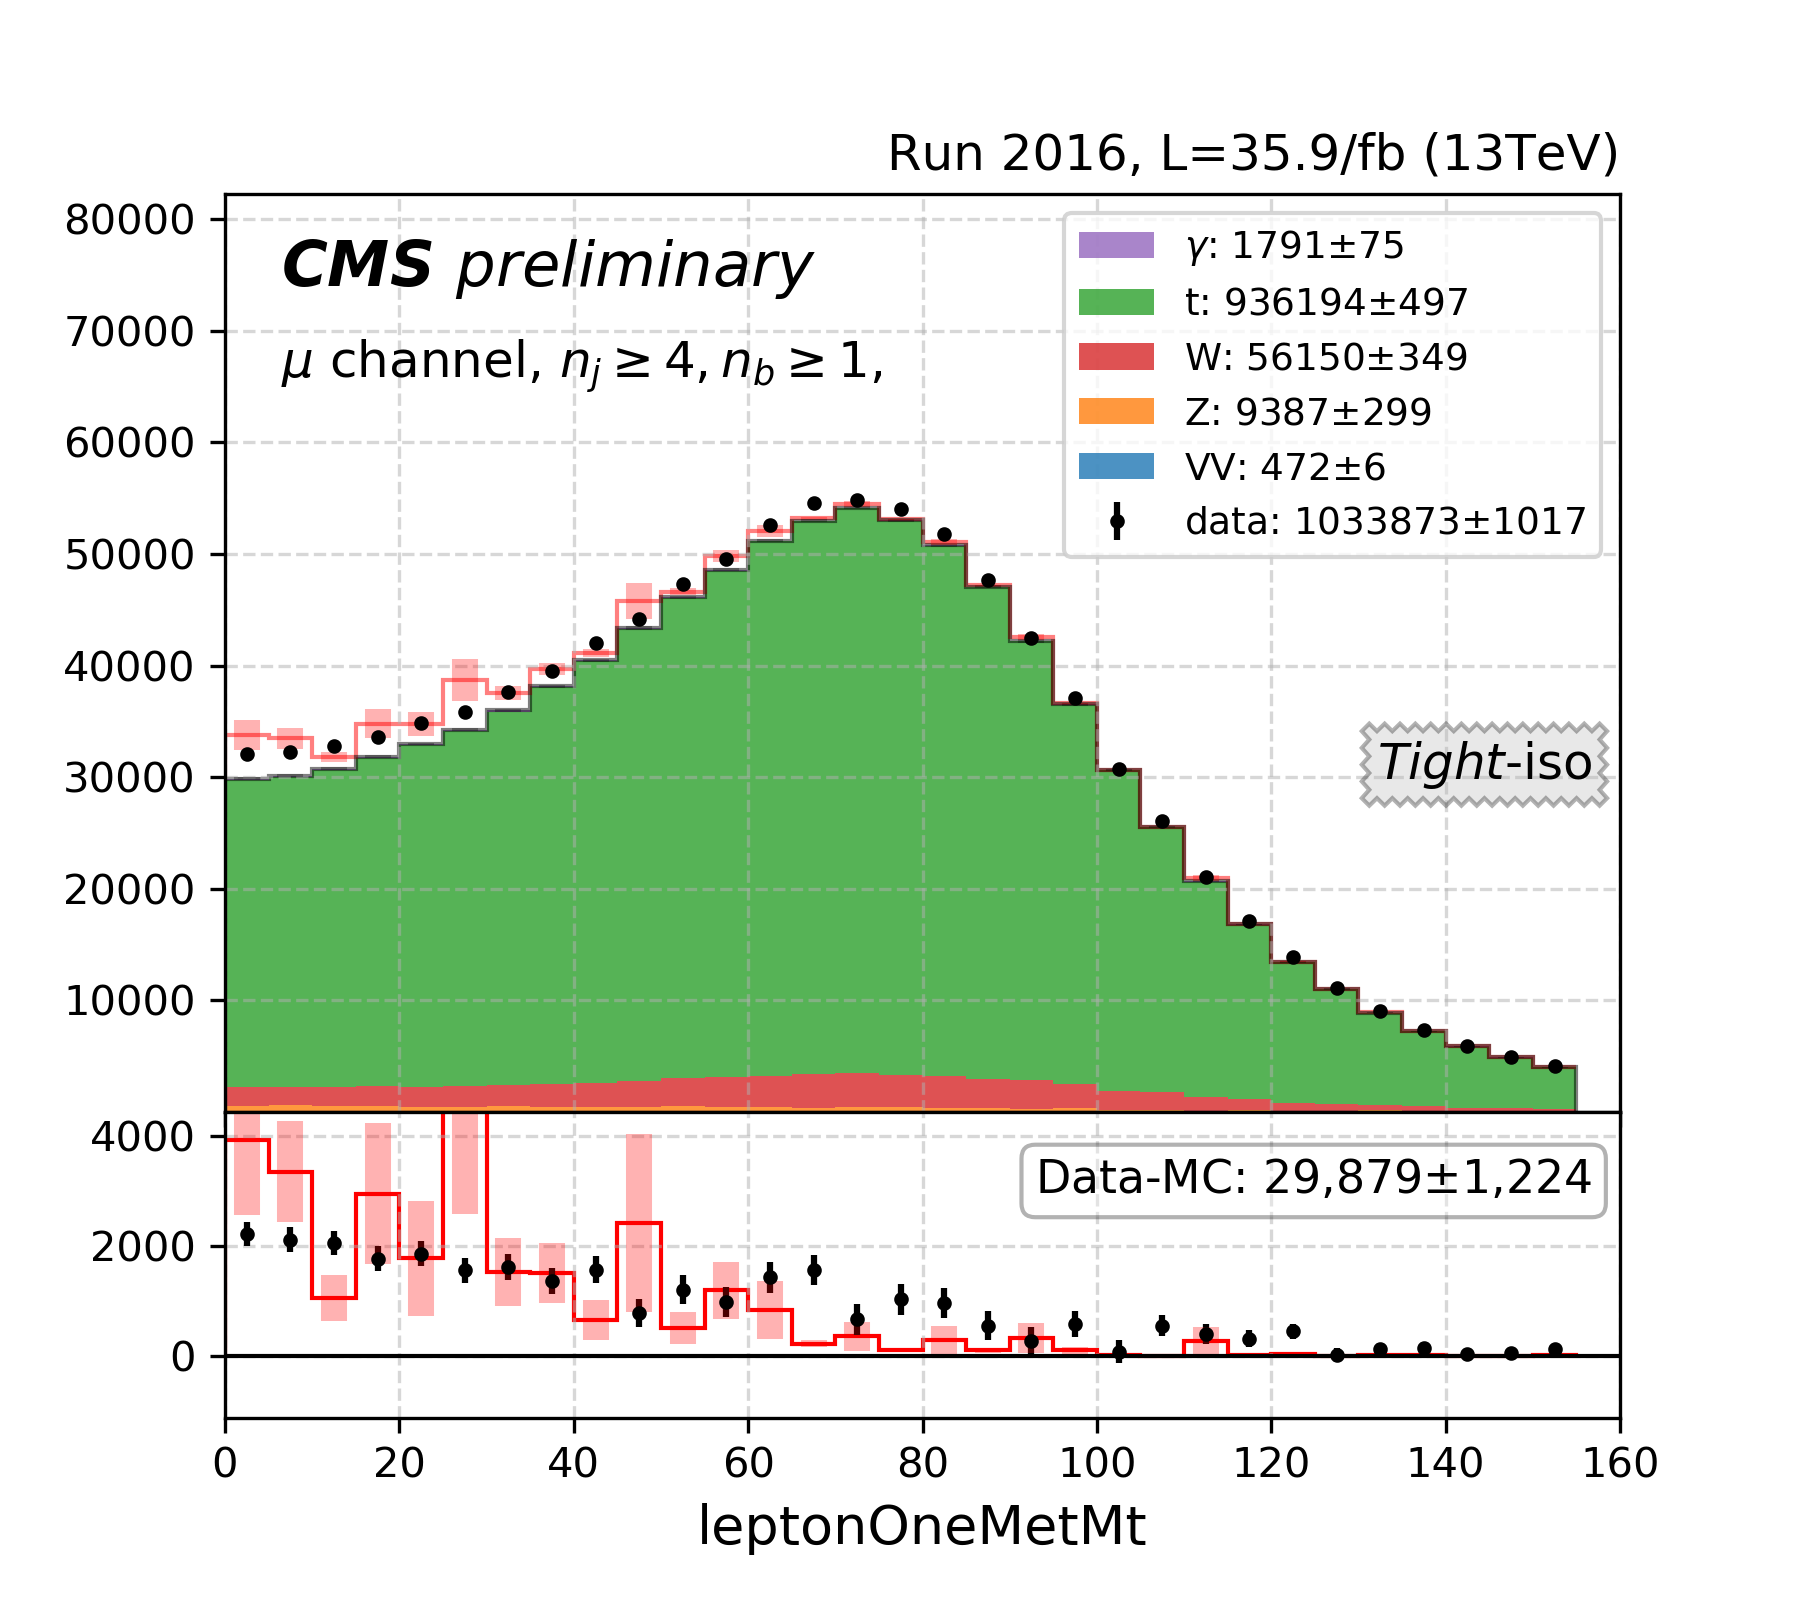 Run 2016, L=35.9/fb (13TeV)
80000
70000
60000
50000
40000
30000
20000
10000
CMS preliminary
μ channel, n_j ≥ 4, n_b ≥ 1,
γ: 1791±75
t: 936194±497
W: 56150±349
Z: 9387±299
VV: 472±6
data: 1033873±1017
Tight-iso
4000
2000
0
Data-MC: 29,879±1,224
0 20 40 60 80 100 120 140 160
leptonOneMetMt